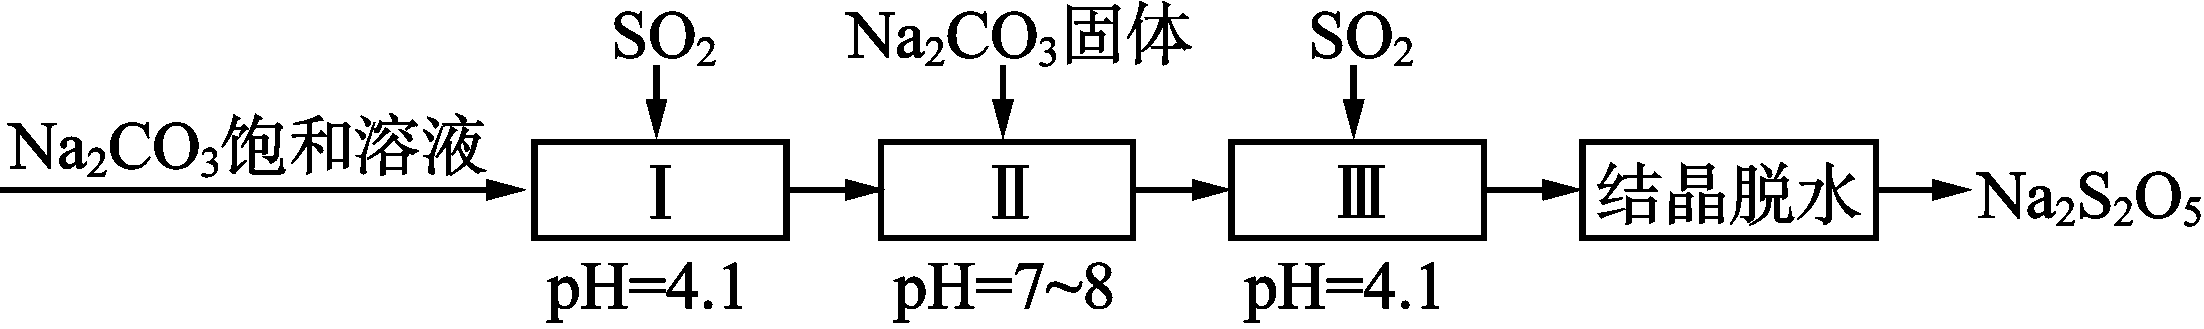 SO₂ Na₂CO₃固体 SO₂
Na₂CO₃饱和溶液 Ⅰ Ⅱ Ⅲ 结晶脱水 Na₂S₂O₅
pH=4.1 pH=7~8 pH=4.1